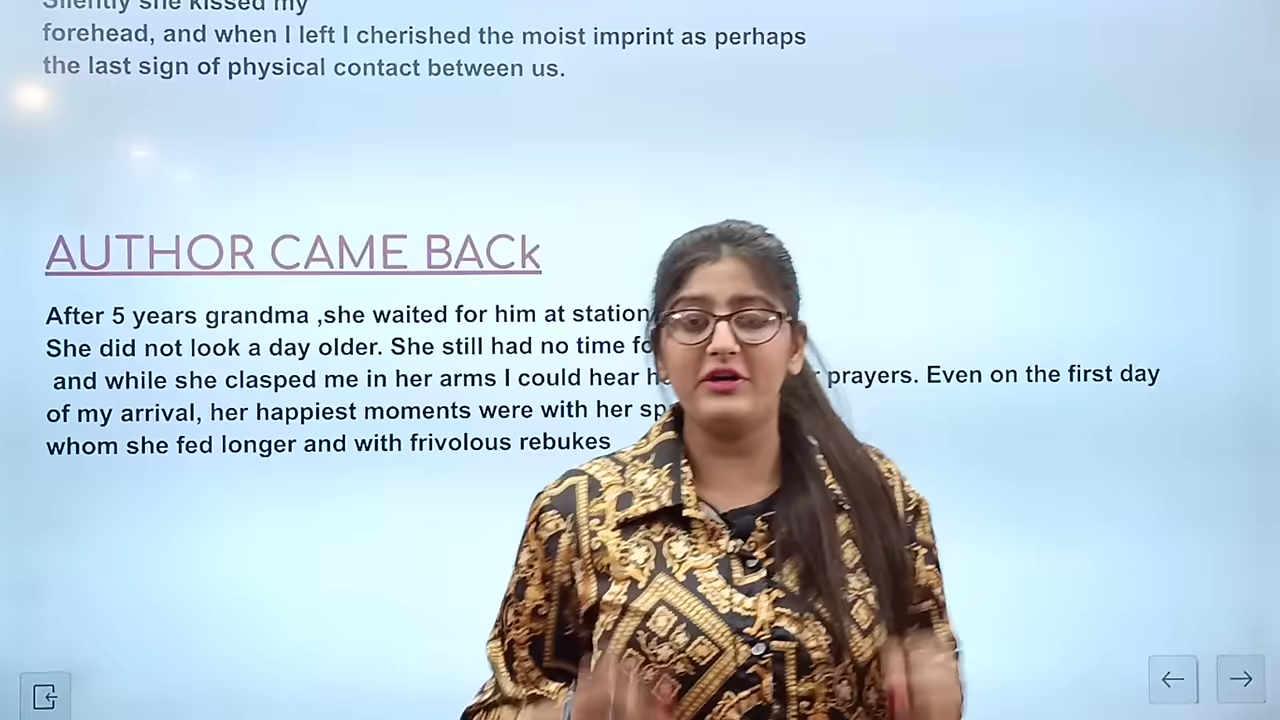 Silently she kissed my
forehead, and when I left I cherished the moist imprint as perhaps
the last sign of physical contact between us.
AUTHOR CAME BACk
After 5 years grandma ,she waited for him at station
She did not look a day older. She still had no time
and while she clasped me in her arms I could hear prayers. Even on the first day
of my arrival, her happiest moments were with her
whom she fed longer and with frivolous rebukes